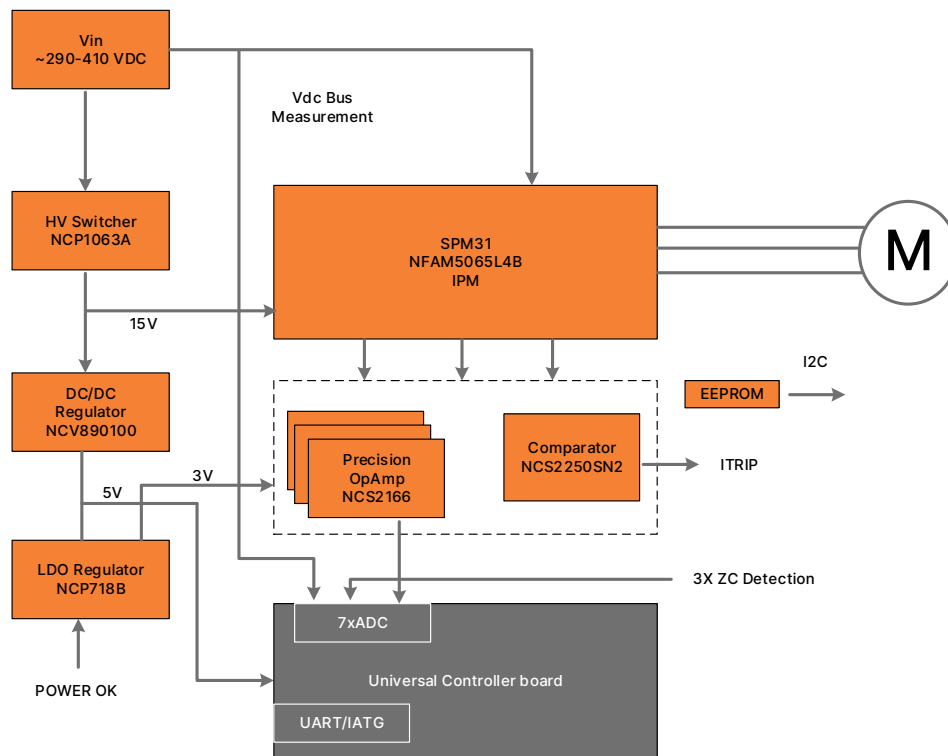 Vin
~290-410 VDC
Vdc Bus
Measurement
HV Switcher
NCP1063A
SPM31
NFAM5065L4B
IPM
M
15V
DC/DC
Regulator
NCV890100
I2C
EEPROM
Precision
OpAmp
NCS2166
Comparator
NCS2250SN2
ITRIP
3V
5V
LDO Regulator
NCP718B
3X ZC Detection
7xADC
Universal Controller board
POWER OK
UART/IATG